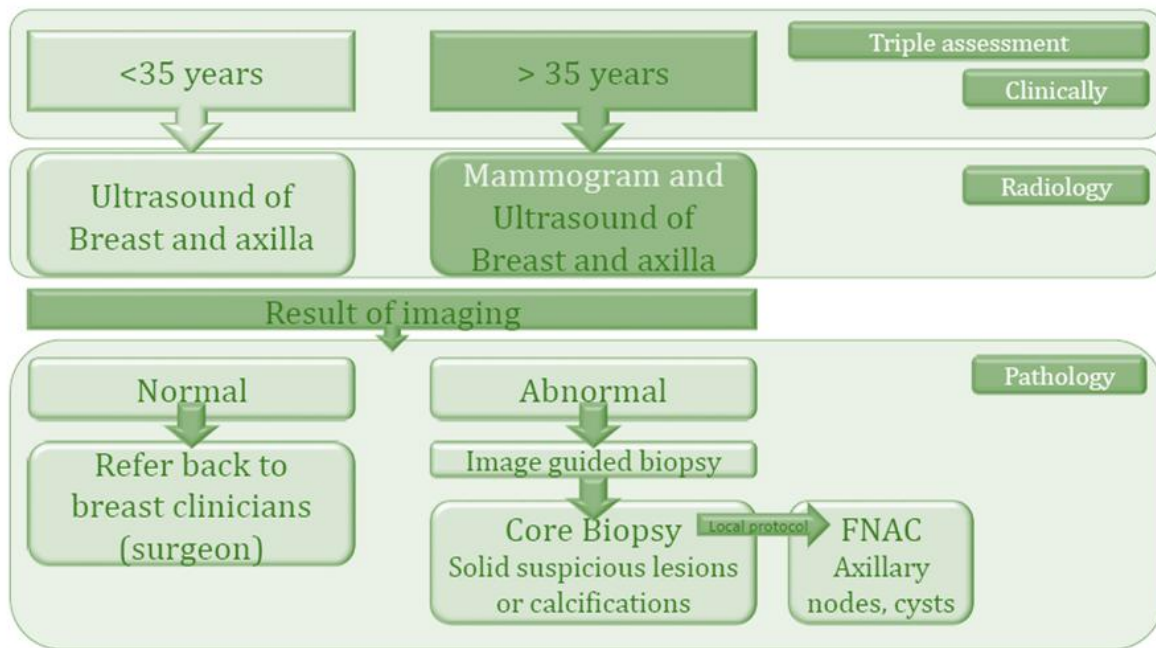 Triple assessment
<35 years
> 35 years
Clinically
Ultrasound of
Breast and axilla
Mammogram and
Ultrasound of
Breast and axilla
Radiology
Result of imaging
Normal
Abnormal
Pathology
Refer back to
breast clinicians
(surgeon)
Image guided biopsy
Core Biopsy
Solid suspicious lesions
or calcifications
Local protocol
FNAC
Axillary
nodes, cysts